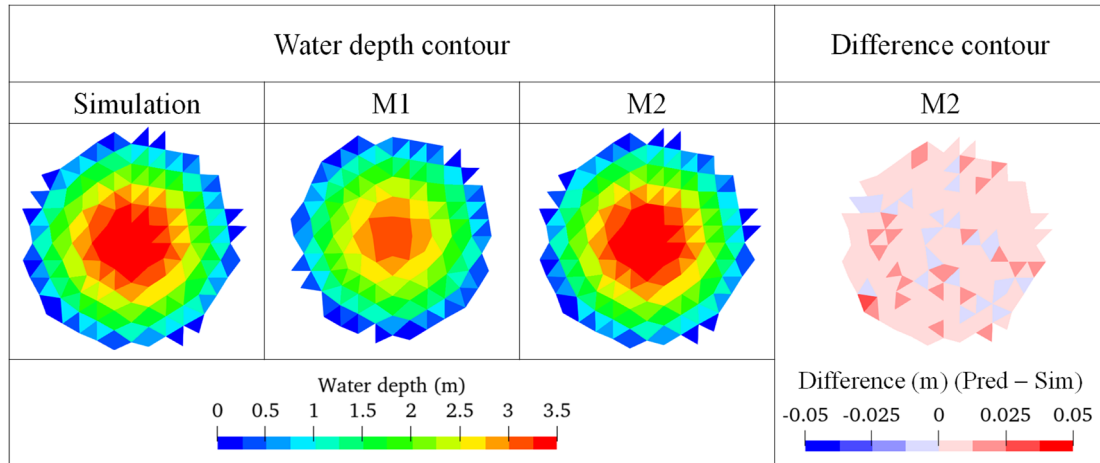 Water depth contour
Difference contour
Simulation
M1
M2
M2
Water depth (m)
0 0.5 1 1.5 2 2.5 3 3.5
Difference (m) (Pred – Sim)
-0.05 -0.025 0 0.025 0.05